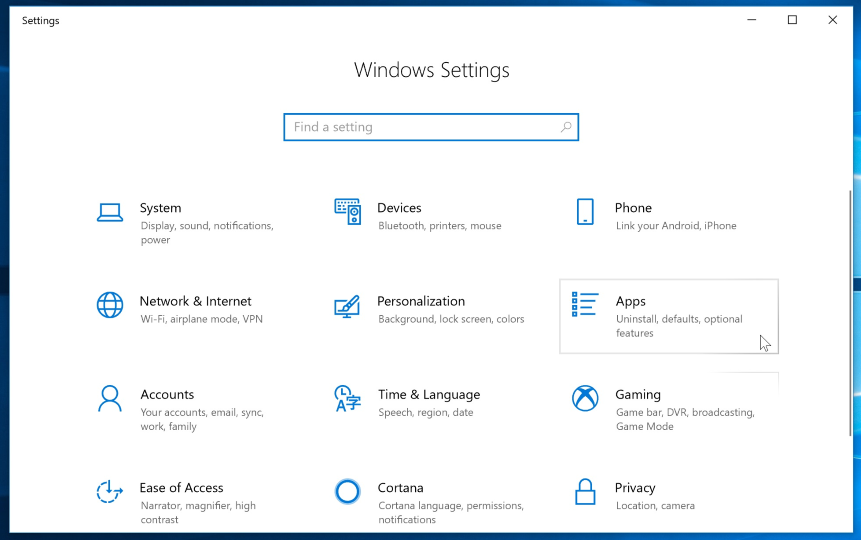 Settings
Windows Settings
Find a setting
System
Display, sound, notifications,
power
Devices
Bluetooth, printers, mouse
Phone
Link your Android, iPhone
Network & Internet
Wi-Fi, airplane mode, VPN
Personalization
Background, lock screen, colors
Apps
Uninstall, defaults, optional
features
Accounts
Your accounts, email, sync,
work, family
Time & Language
Speech, region, date
Gaming
Game bar, DVR, broadcasting,
Game Mode
Ease of Access
Narrator, magnifier, high
contrast
Cortana
Cortana language, permissions,
notifications
Privacy
Location, camera